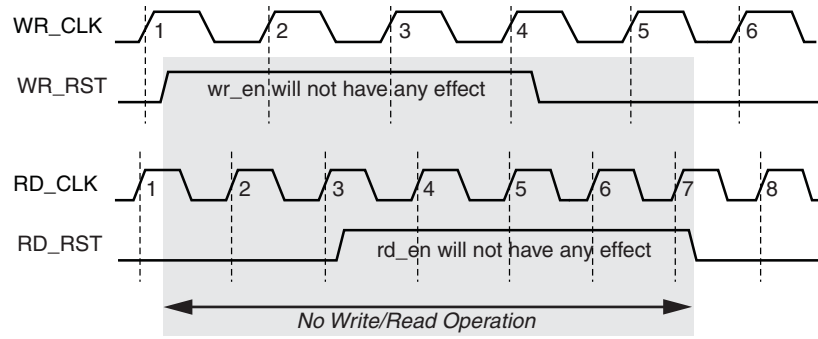 WR_CLK 1 2 3 4 5 6
WR_RST wr_en will not have any effect
RD_CLK 1 2 3 4 5 6 7 8
RD_RST rd_en will not have any effect
No Write/Read Operation